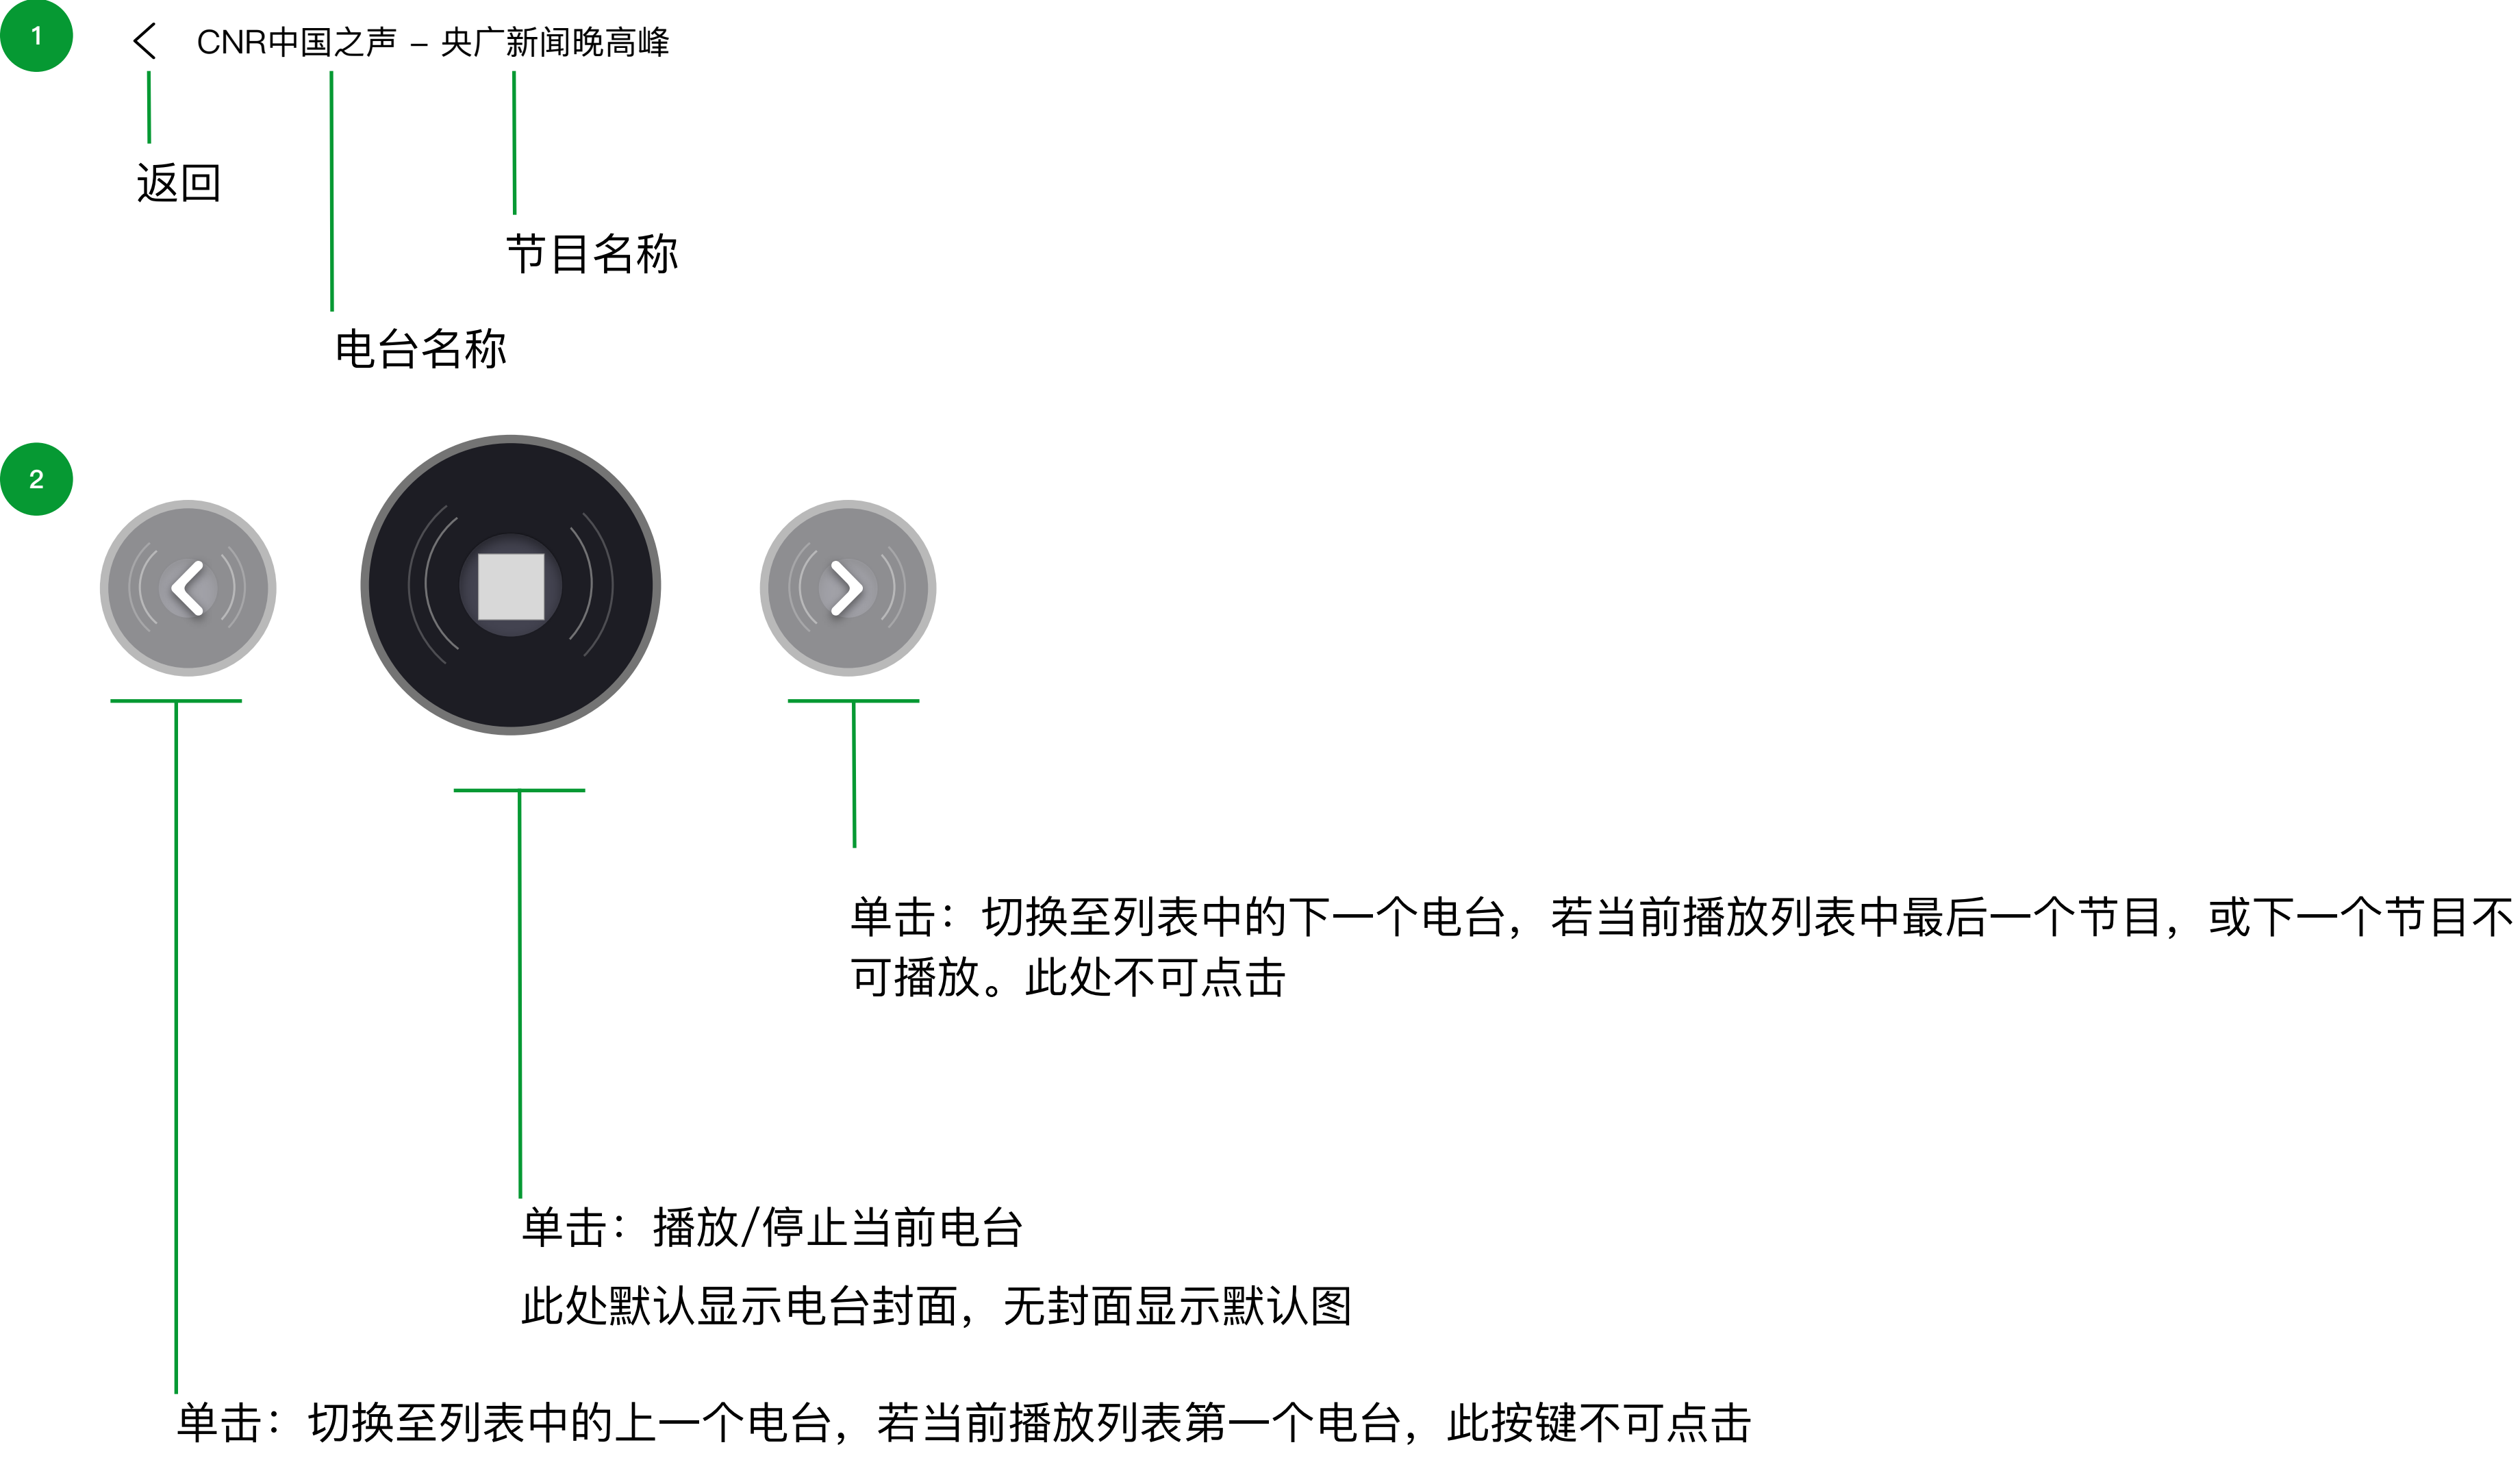 1
CNR中国之声 – 央广新闻晚高峰
返回
节目名称
电台名称
2
单击：切换至列表中的下一个电台，若当前播放列表中最后一个节目，或下一个节目不
可播放。此处不可点击
单击：播放/停止当前电台
此处默认显示电台封面，无封面显示默认图
单击：切换至列表中的上一个电台，若当前播放列表第一个电台，此按键不可点击